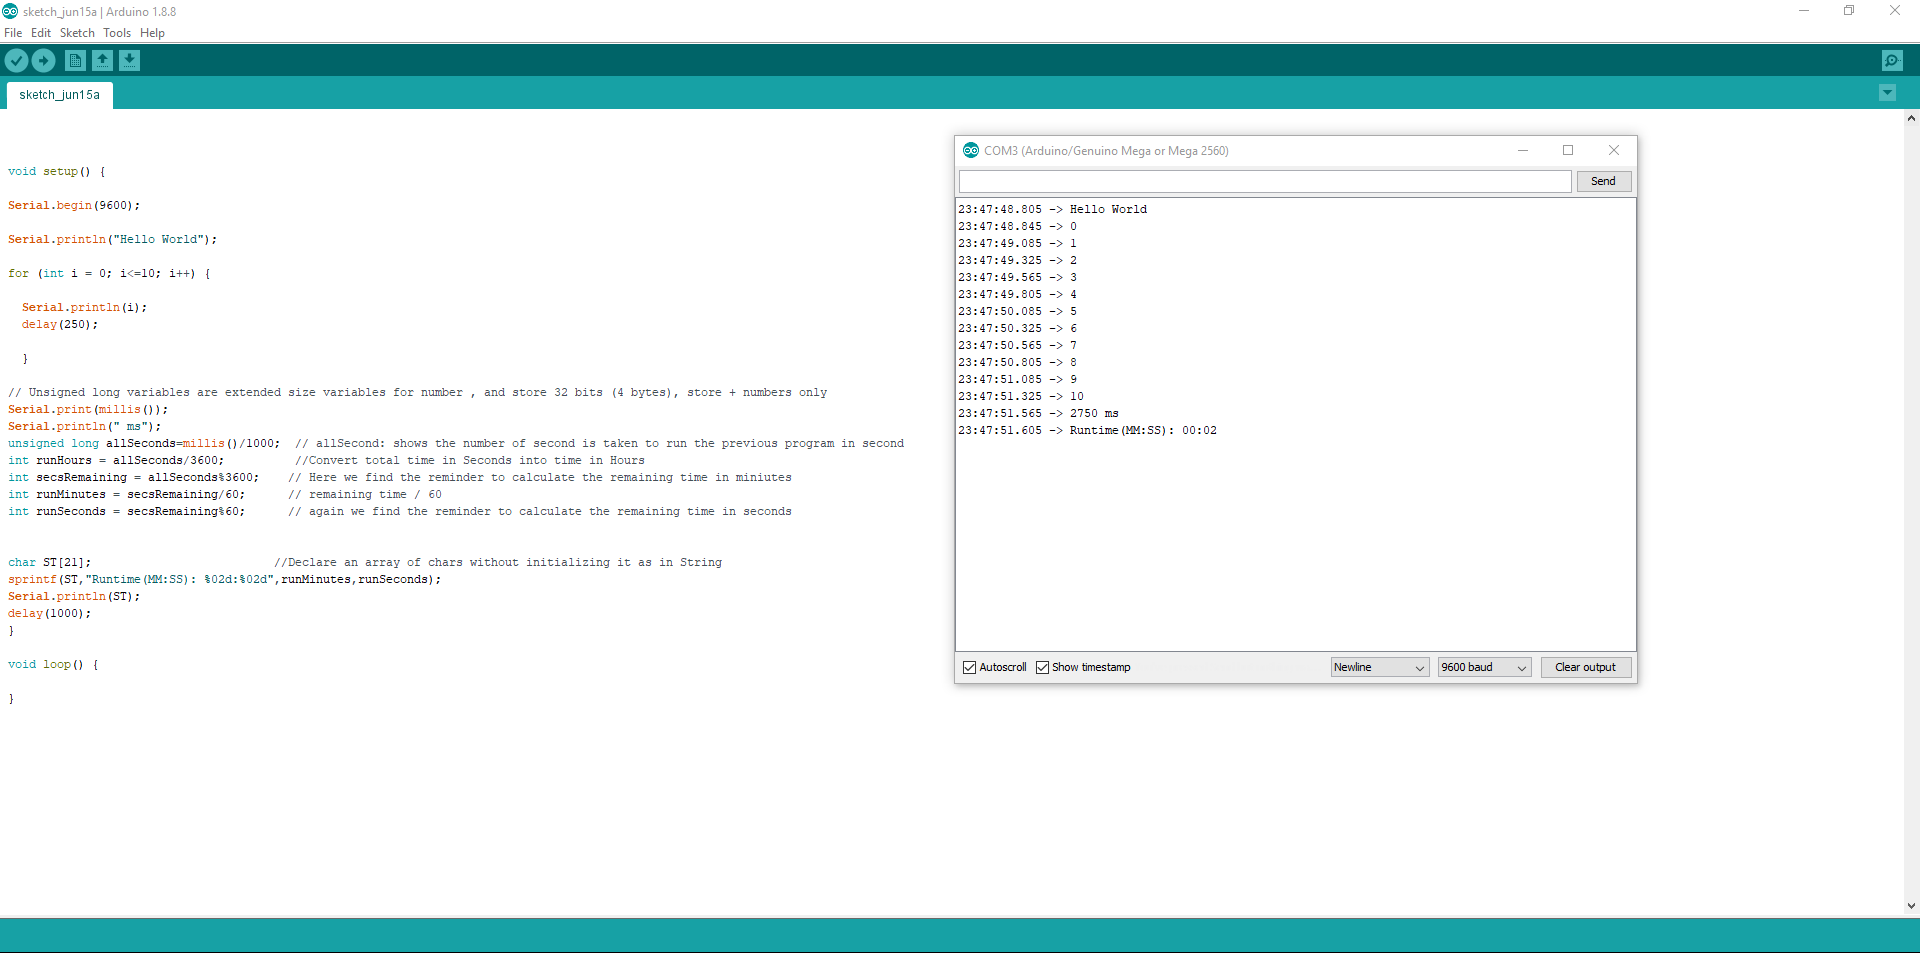 sketch_jun15a | Arduino 1.8.8
File Edit Sketch Tools Help
sketch_jun15a
void setup() {
Serial.begin(9600);
Serial.println("Hello World");
for (int i = 0; i<=10; i++) {
Serial.println(i);
delay(250);
}
// Unsigned long variables are extended size variables for number , and store 32 bits (4 bytes), store + numbers only
Serial.print(millis());
Serial.println(" ms");
unsigned long allSeconds=millis()/1000; // allSecond: shows the number of second is taken to run the previous program in second
int runHours = allSeconds/3600; //Convert total time in Seconds into time in Hours
int secsRemaining = allSeconds%3600; // Here we find the reminder to calculate the remaining time in miniutes
int runMinutes = secsRemaining/60; // remaining time / 60
int runSeconds = secsRemaining%60; // again we find the reminder to calculate the remaining time in seconds
char ST[21]; //Declare an array of chars without initializing it as in String
sprintf(ST,"Runtime(MM:SS): %02d:%02d",runMinutes,runSeconds);
Serial.println(ST);
delay(1000);
}
void loop() {
}
COM3 (Arduino/Genuino Mega or Mega 2560)
Send
23:47:48.805 -> Hello World
23:47:48.845 -> 0
23:47:49.085 -> 1
23:47:49.325 -> 2
23:47:49.565 -> 3
23:47:49.805 -> 4
23:47:50.085 -> 5
23:47:50.325 -> 6
23:47:50.565 -> 7
23:47:50.805 -> 8
23:47:51.085 -> 9
23:47:51.325 -> 10
23:47:51.565 -> 2750 ms
23:47:51.605 -> Runtime(MM:SS): 00:02
Autoscroll Show timestamp Newline 9600 baud Clear output